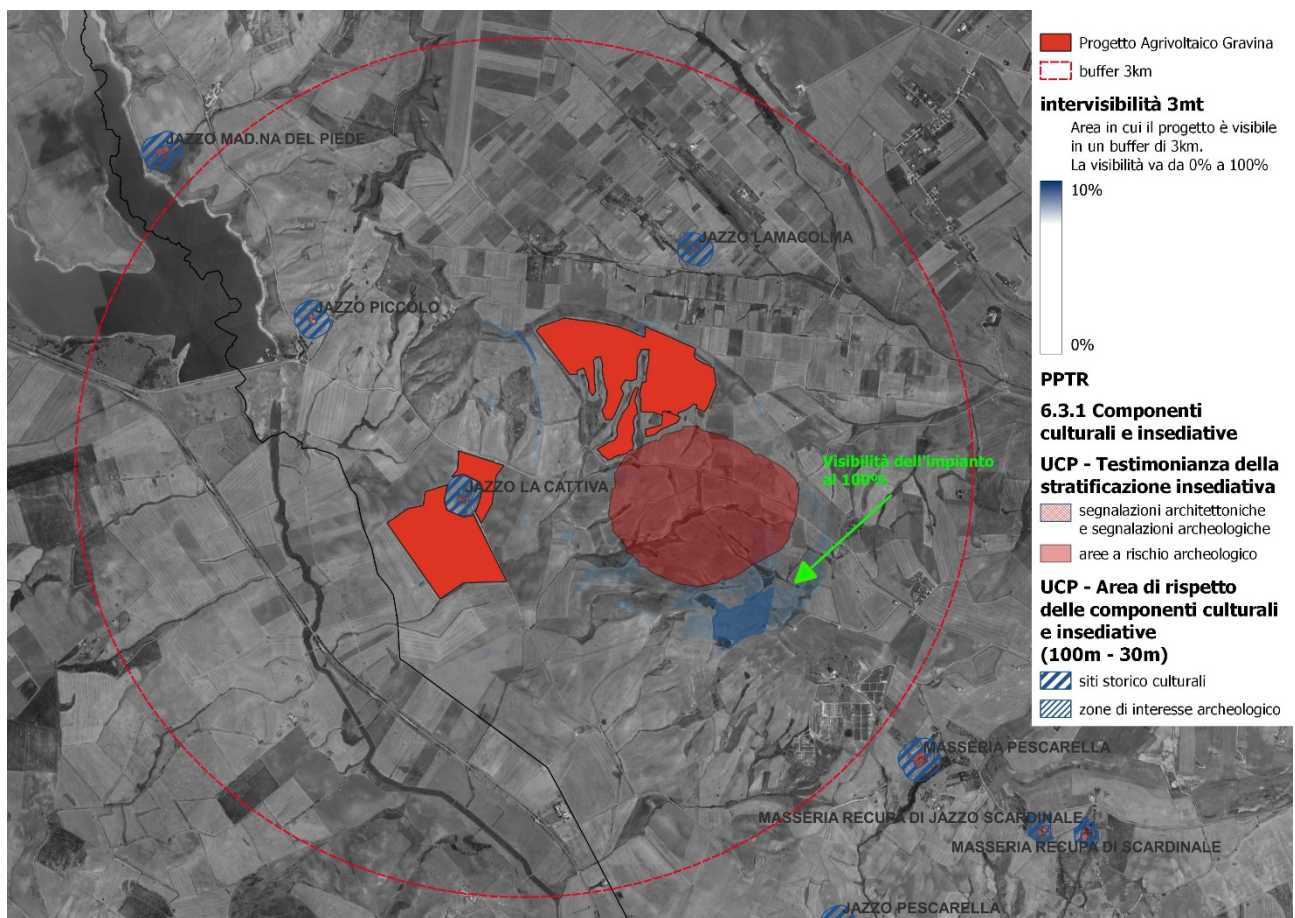 JAZZO MAD.NA DEL PIEDE
JAZZO LAMACOLMA
JAZZO PICCOLO
JAZZO LA CATTIVA
Visibilità dell'impianto
al 100%
MASSERIA PESCARELLA
MASSERIA RECUPA DI JAZZO SCARDINALE
MASSERIA RECUPA DI SCARDINALE
JAZZO PESCARELLA
Progetto Agrivoltaico Gravina
buffer 3km
intervisibilità 3mt
Area in cui il progetto è visibile
in un buffer di 3km.
La visibilità va da 0% a 100%
10%
0%
PPTR
6.3.1 Componenti
culturali e insediative
UCP - Testimonianza della
stratificazione insediativa
segnalazioni architettoniche
e segnalazioni archeologiche
aree a rischio archeologico
UCP - Area di rispetto
delle componenti culturali
e insediative
(100m - 30m)
siti storico culturali
zone di interesse archeologico